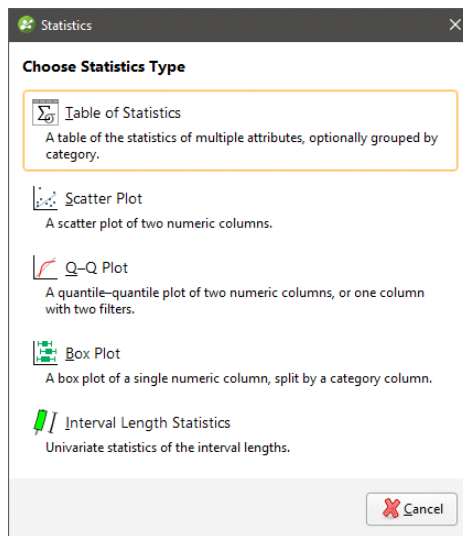 Statistics
Choose Statistics Type
Table of Statistics
A table of the statistics of multiple attributes, optionally grouped by
category.
Scatter Plot
A scatter plot of two numeric columns.
Q–Q Plot
A quantile–quantile plot of two numeric columns, or one column
with two filters.
Box Plot
A box plot of a single numeric column, split by a category column.
Interval Length Statistics
Univariate statistics of the interval lengths.
Cancel